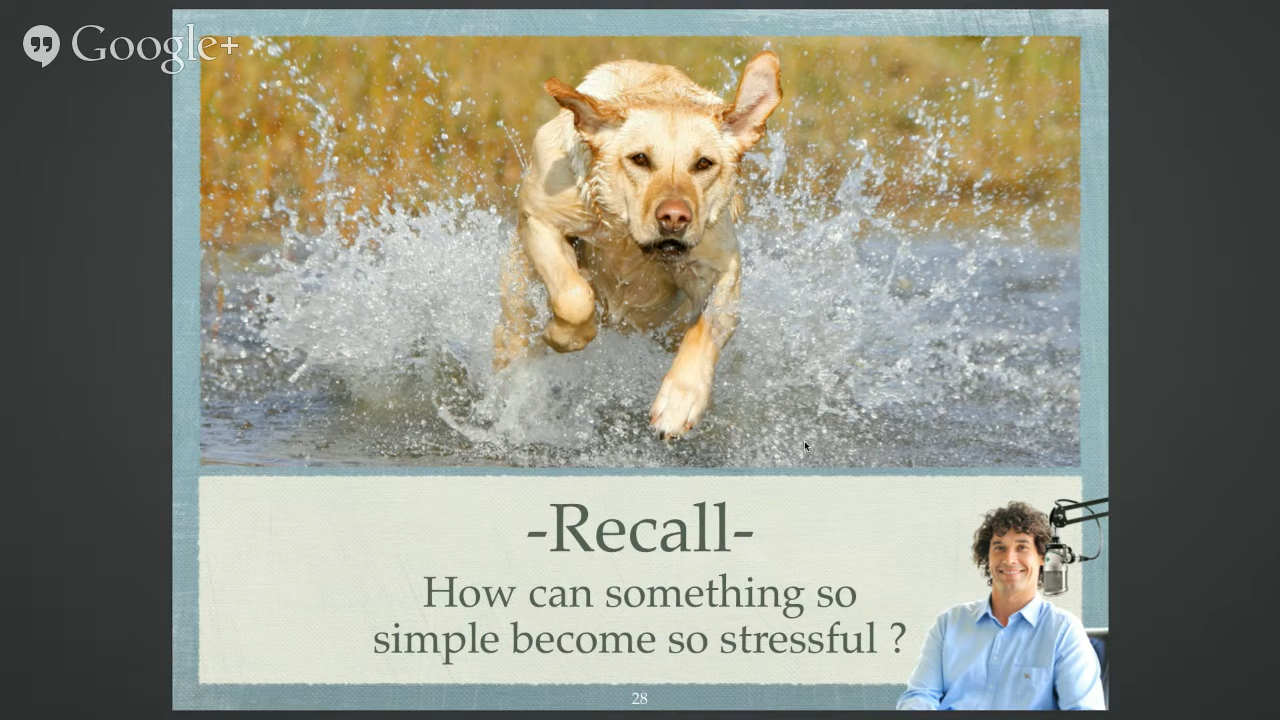 Google+
-Recall-
How can something so
simple become so stressful ?
28